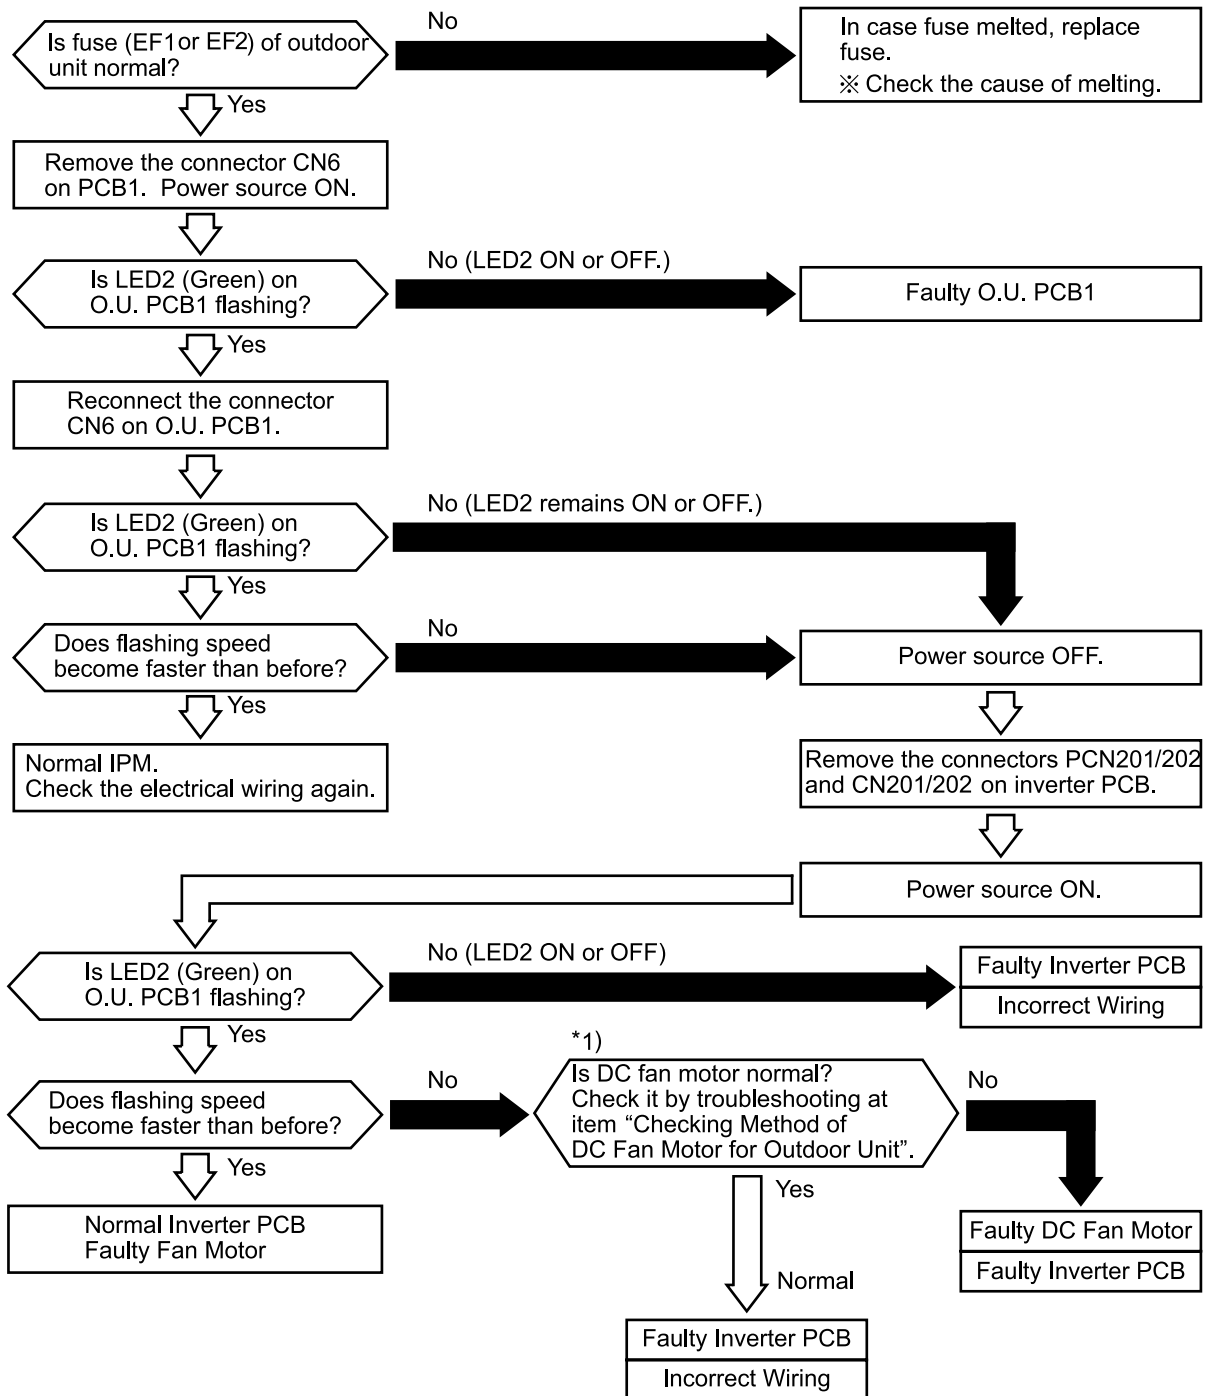 Is fuse (EF1 or EF2) of outdoor
unit normal?
No
In case fuse melted, replace
fuse.
※ Check the cause of melting.
Yes
Remove the connector CN6
on PCB1. Power source ON.
Is LED2 (Green) on
O.U. PCB1 flashing?
No (LED2 ON or OFF.)
Faulty O.U. PCB1
Yes
Reconnect the connector
CN6 on O.U. PCB1.
Is LED2 (Green) on
O.U. PCB1 flashing?
No (LED2 remains ON or OFF.)
Yes
Does flashing speed
become faster than before?
No
Power source OFF.
Yes
Normal IPM.
Check the electrical wiring again.
Remove the connectors PCN201/202
and CN201/202 on inverter PCB.
Power source ON.
Is LED2 (Green) on
O.U. PCB1 flashing?
No (LED2 ON or OFF)
Faulty Inverter PCB
Incorrect Wiring
Yes
Does flashing speed
become faster than before?
No
*1)
Is DC fan motor normal?
Check it by troubleshooting at
item “Checking Method of
DC Fan Motor for Outdoor Unit”.
No
Yes
Normal Inverter PCB
Faulty Fan Motor
Yes
Normal
Faulty DC Fan Motor
Faulty Inverter PCB
Faulty Inverter PCB
Incorrect Wiring